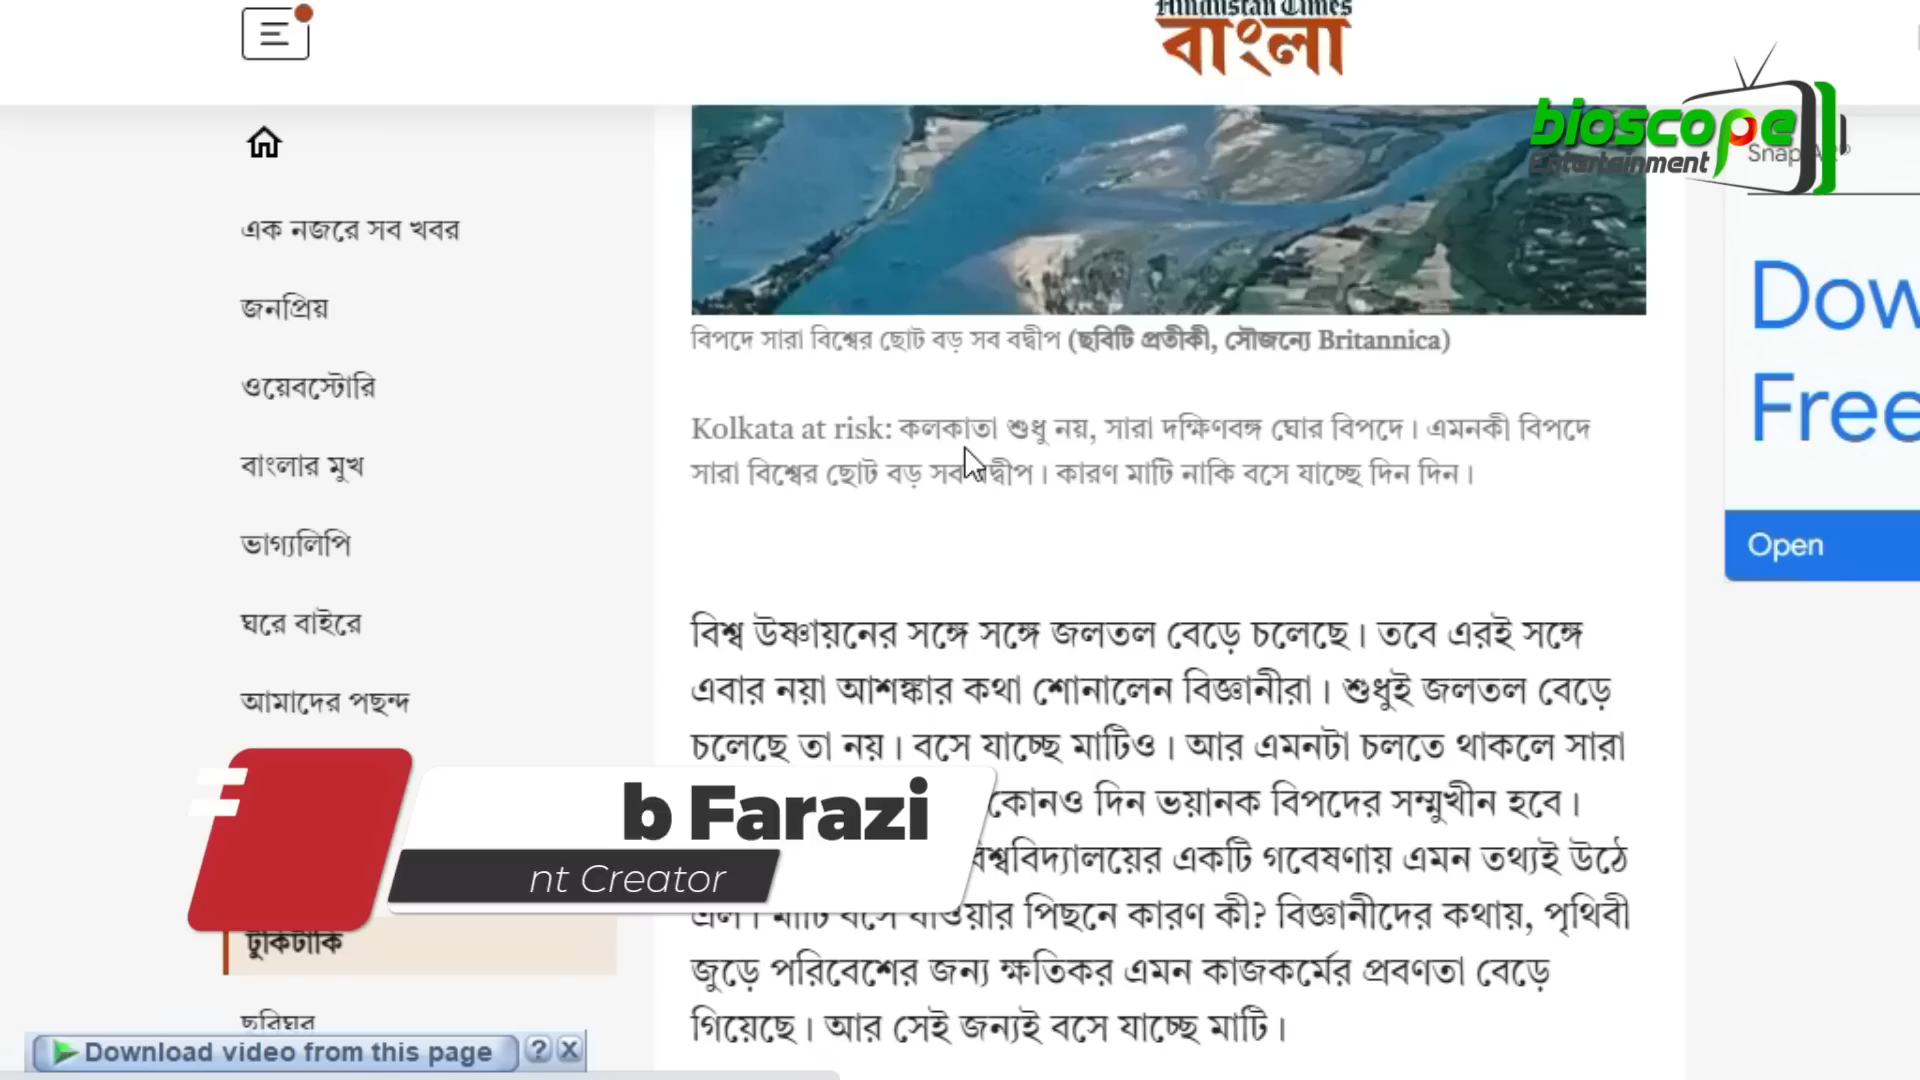 Hindustan Times
বাংলা
bioscope
Entertainment
Snap
এক নজরে সব খবর
জনপ্রিয়
ওয়েবস্টোরি
বাংলার মুখ
ভাগ্যলিপি
ঘরে বাইরে
আমাদের পছন্দ
টুকিটাকি
ছবিঘর
বিপদে সারা বিশ্বের ছোট বড় সব বদ্বীপ (ছবিটি প্রতীকী, সৌজন্যে Britannica)
Kolkata at risk: কলকাতা শুধু নয়, সারা দক্ষিণবঙ্গ ঘোর বিপদে। এমনকী বিপদে
সারা বিশ্বের ছোট বড় সব বদ্বীপ। কারণ মাটি নাকি বসে যাচ্ছে দিন দিন।
বিশ্ব উষ্ণায়নের সঙ্গে সঙ্গে জলতল বেড়ে চলেছে। তবে এরই সঙ্গে
এবার নয়া আশঙ্কার কথা শোনালেন বিজ্ঞানীরা। শুধুই জলতল বেড়ে
চলেছে তা নয়। বসে যাচ্ছে মাটিও। আর এমনটা চলতে থাকলে সারা
কোনও দিন ভয়ানক বিপদের সম্মুখীন হবে।
বিশ্ববিদ্যালয়ের একটি গবেষণায় এমন তথ্যই উঠে
এল। মাটি বসে যাওয়ার পিছনে কারণ কী? বিজ্ঞানীদের কথায়, পৃথিবী
জুড়ে পরিবেশের জন্য ক্ষতিকর এমন কাজকর্মের প্রবণতা বেড়ে
গিয়েছে। আর সেই জন্যই বসে যাচ্ছে মাটি।
b Farazi
nt Creator
Dow
Free
Open
Download video from this page ? X